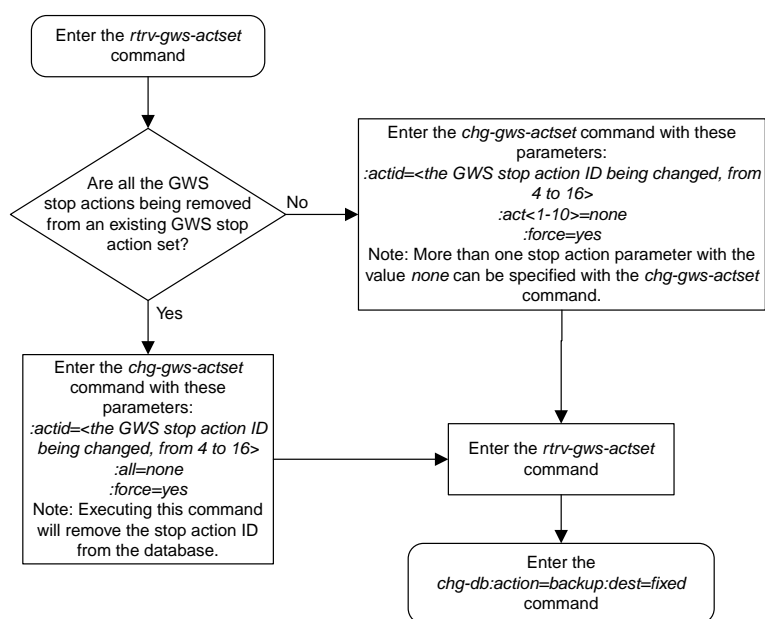 Enter the rtrv-gws-actset
command
Are all the GWS
stop actions being removed
from an existing GWS stop
action set?
No
Enter the chg-gws-actset command with these
parameters:
:actid=<the GWS stop action ID being changed, from
4 to 16>
:act<1-10>=none
:force=yes
Note: More than one stop action parameter with the
value none can be specified with the chg-gws-actset
command.
Yes
Enter the chg-gws-actset
command with these
parameters:
:actid=<the GWS stop action ID
being changed, from 4 to 16>
:all=none
:force=yes
Note: Executing this command
will remove the stop action ID
from the database.
Enter the rtrv-gws-actset
command
Enter the
chg-db:action=backup:dest=fixed
command